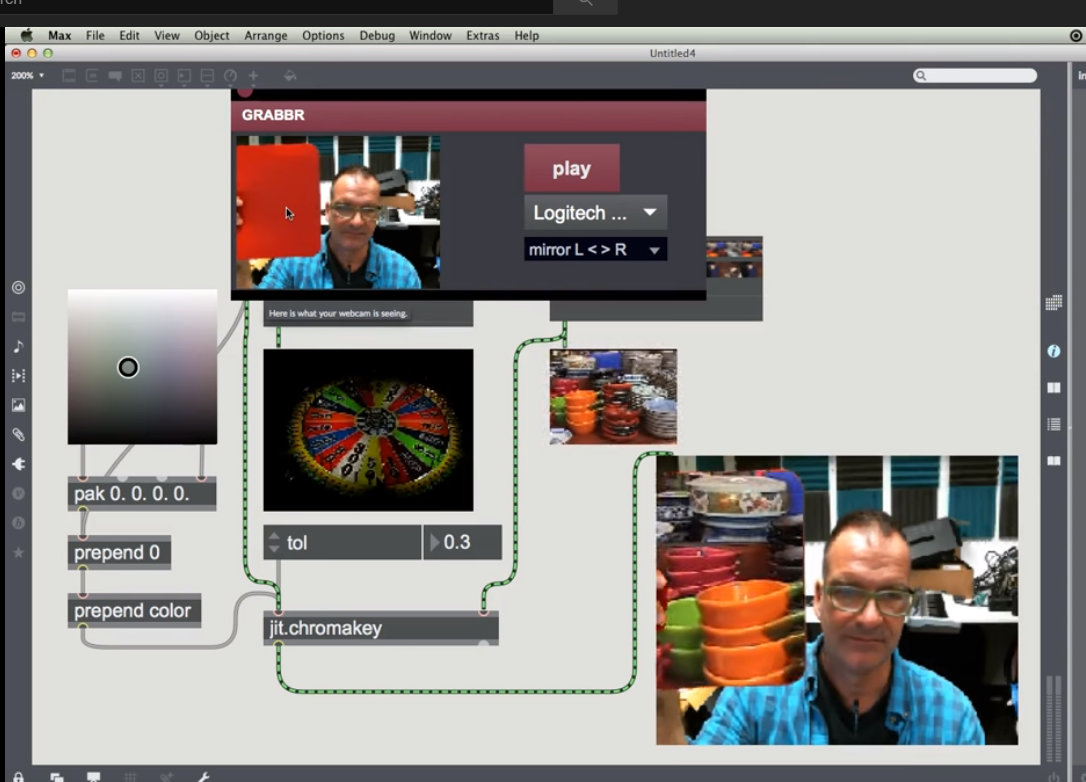 rch
Max File Edit View Object Arrange Options Debug Window Extras Help
Untitled4
200%
in
GRABBR
play
Logitech ...
mirror L < > R
Here is what your webcam is seeing.
pak 0. 0. 0. 0.
tol
0.3
prepend 0
prepend color
jit.chromakey